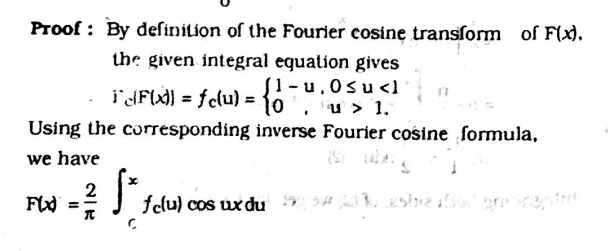 Proof : By definition of the Fourier cosine transform of F(x),
the given integral equation gives
F_c{F(x)} = f_c(u) = {1 - u , 0 ≤ u < 1
{0 , u > 1.
Using the corresponding inverse Fourier cosine formula,
we have
F(x) = 2/π ∫ f_c(u) cos ux du